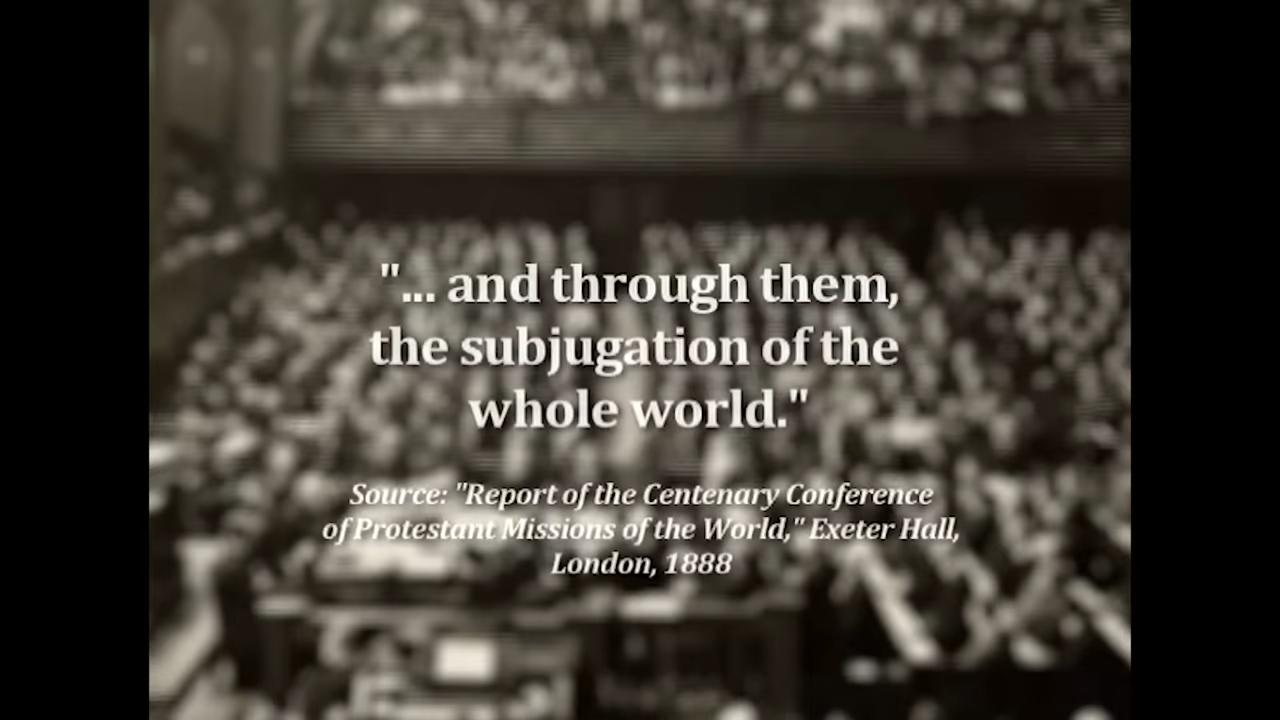 "... and through them,
the subjugation of the
whole world."
Source: "Report of the Centenary Conference
of Protestant Missions of the World," Exeter Hall,
London, 1888